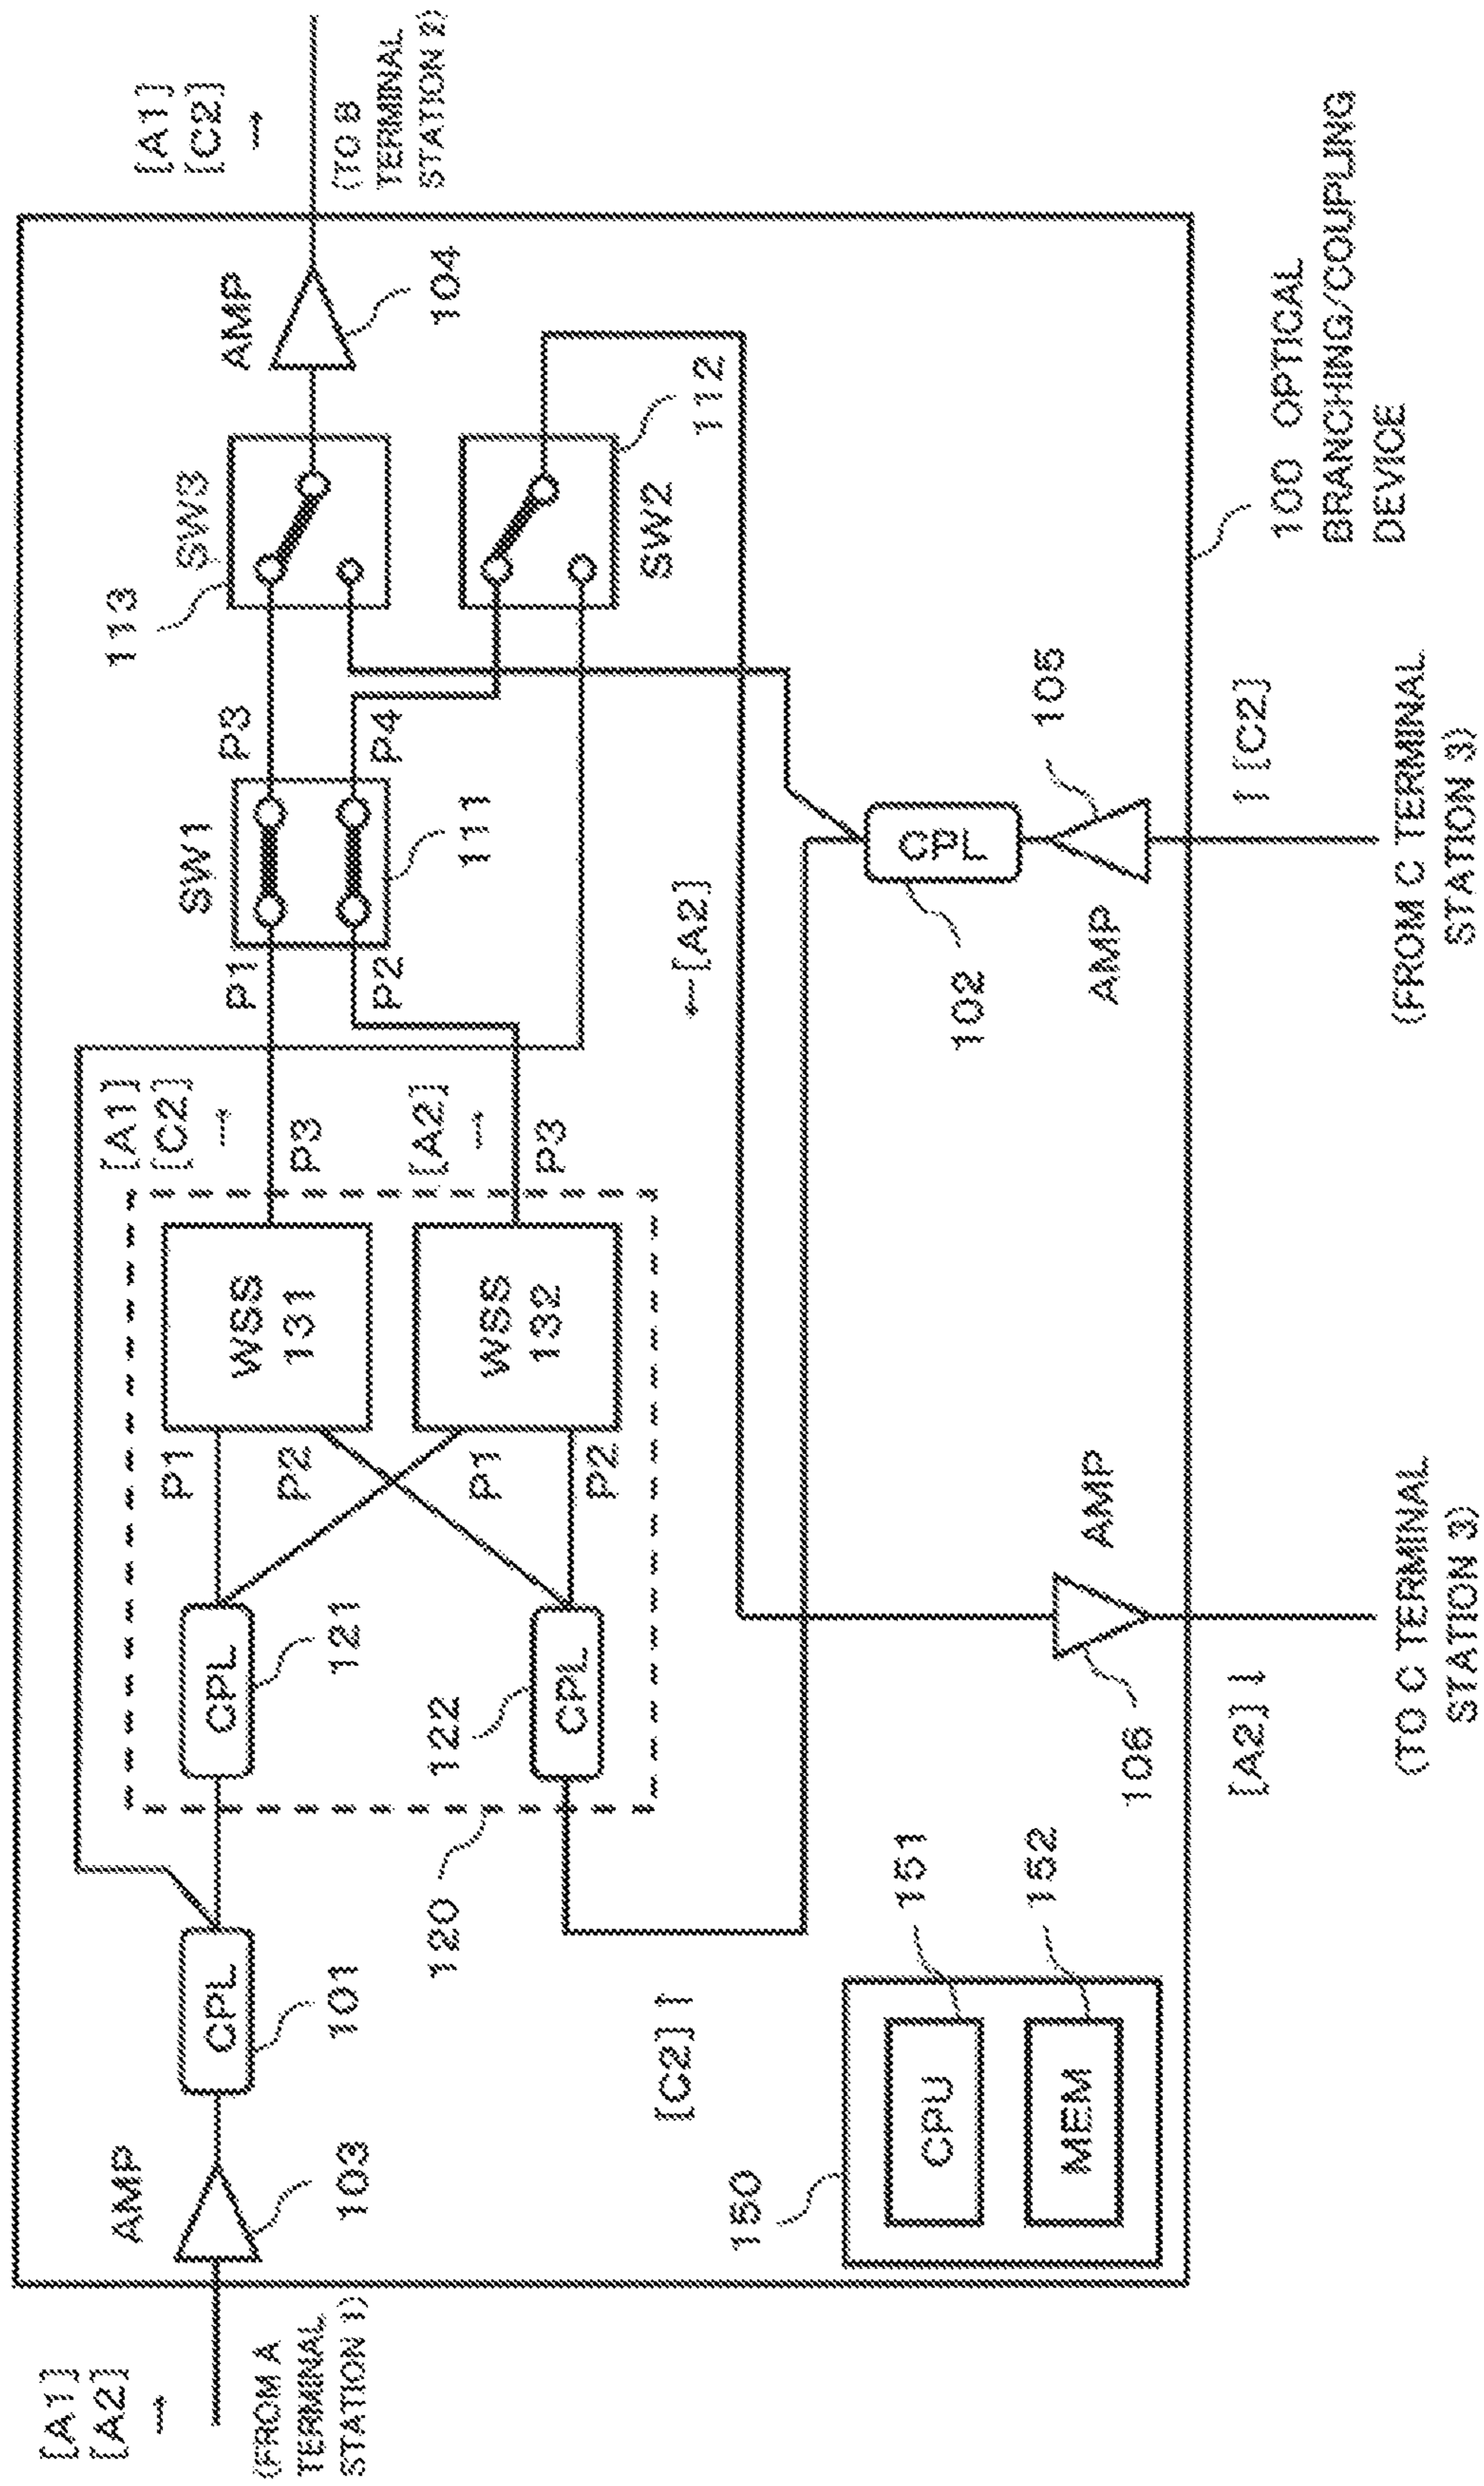 [A1]
[A2]
→
(FROM A
TERMINAL
STATION 1)
AMP
103
CPL
101
120
CPL
121
122
CPL
P1
P2
P1
P2
WSS
131
WSS
132
[A1]
[C2]
→
P3
[A2]
→
P3
P1
P2
SW1
111
P3
P4
113
SW3
SW2
112
AMP
104
[A1]
[C2]
→
(TO B
TERMINAL
STATION 2)
[C2]↑
←[A2]
150
CPU
151
MEM
152
106
AMP
[A2]↓
(TO C TERMINAL
STATION 3)
102
CPL
AMP
105
↑[C2]
(FROM C TERMINAL
STATION 3)
100 OPTICAL
BRANCHING/COUPLING
DEVICE